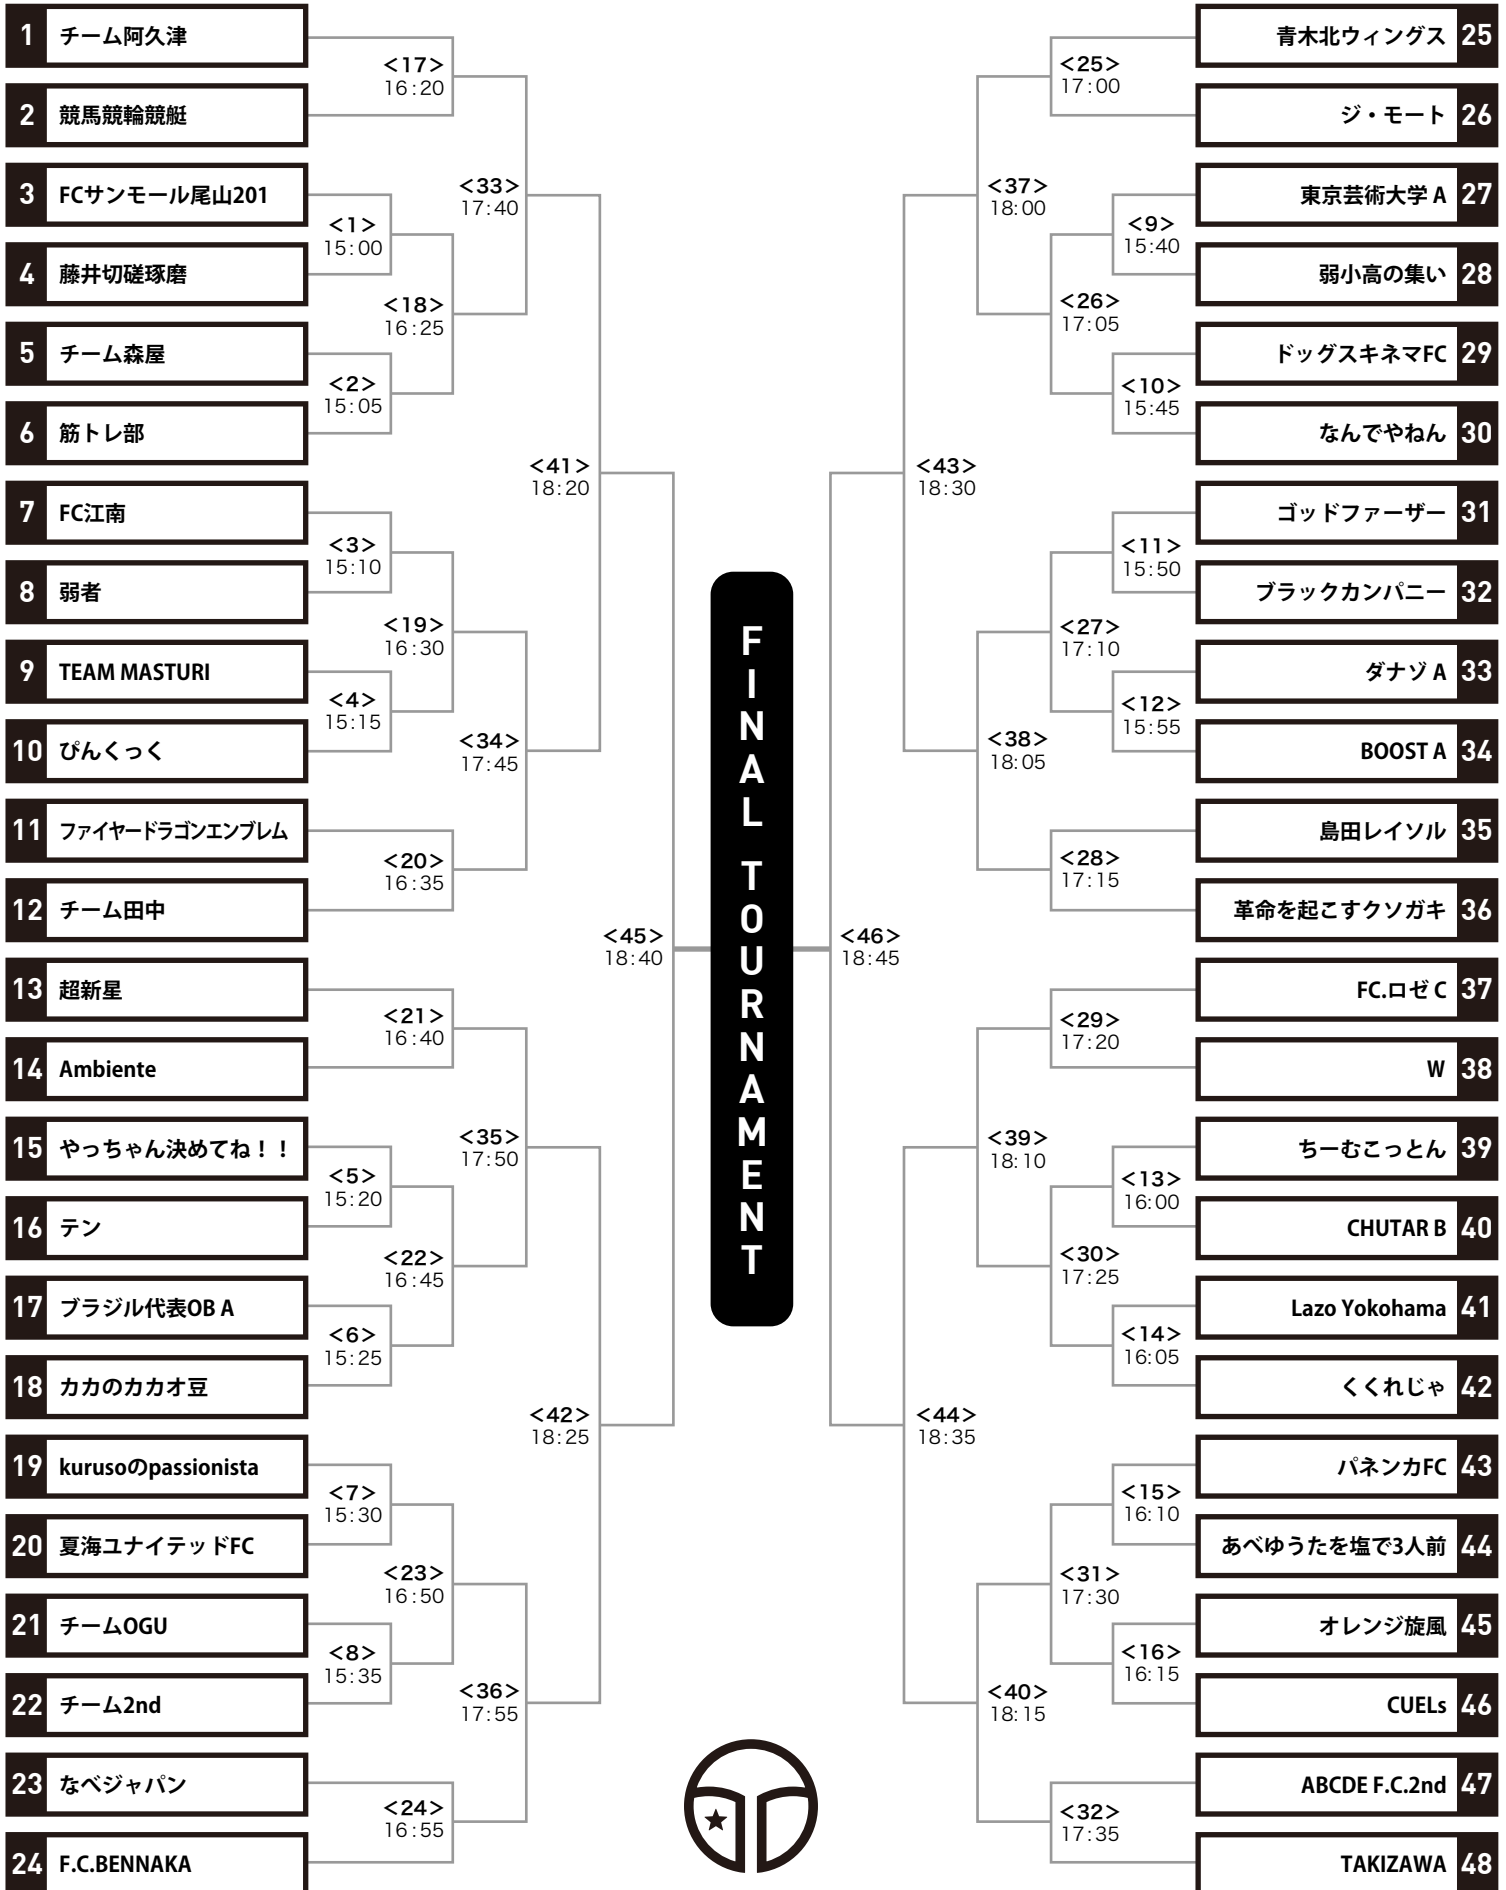 1 チーム阿久津
2 競馬競輪競艇
3 FCサンモール尾山201
4 藤井切磋琢磨
5 チーム森屋
6 筋トレ部
7 FC江南
8 弱者
9 TEAM MASTURI
10 ぴんくっく
11 ファイヤードラゴンエンブレム
12 チーム田中
13 超新星
14 Ambiente
15 やっちゃん決めてね！！
16 テン
17 ブラジル代表OB A
18 カカのカカオ豆
19 kurusoのpassionista
20 夏海ユナイテッドFC
21 チームOGU
22 チーム2nd
23 なべジャパン
24 F.C.BENNAKA
<1>
15:00
<2>
15:05
<3>
15:10
<4>
15:15
<5>
15:20
<6>
15:25
<7>
15:30
<8>
15:35
<17>
16:20
<18>
16:25
<19>
16:30
<20>
16:35
<21>
16:40
<22>
16:45
<23>
16:50
<24>
16:55
<33>
17:40
<34>
17:45
<35>
17:50
<36>
17:55
<41>
18:20
<42>
18:25
<45>
18:40
FINAL TOURNAMENT
<46>
18:45
<43>
18:30
<44>
18:35
<37>
18:00
<38>
18:05
<39>
18:10
<40>
18:15
<25>
17:00
<26>
17:05
<27>
17:10
<28>
17:15
<29>
17:20
<30>
17:25
<31>
17:30
<32>
17:35
<9>
15:40
<10>
15:45
<11>
15:50
<12>
15:55
<13>
16:00
<14>
16:05
<15>
16:10
<16>
16:15
青木北ウィングス 25
ジ・モート 26
東京芸術大学 A 27
弱小高の集い 28
ドッグスキネマFC 29
なんでやねん 30
ゴッドファーザー 31
ブラックカンパニー 32
ダナゾ A 33
BOOST A 34
島田レイソル 35
革命を起こすクソガキ 36
FC.ロゼ C 37
W 38
ちーむこっとん 39
CHUTAR B 40
Lazo Yokohama 41
くくれじゃ 42
パネンカFC 43
あべゆうたを塩で3人前 44
オレンジ旋風 45
CUELs 46
ABCDE F.C.2nd 47
TAKIZAWA 48